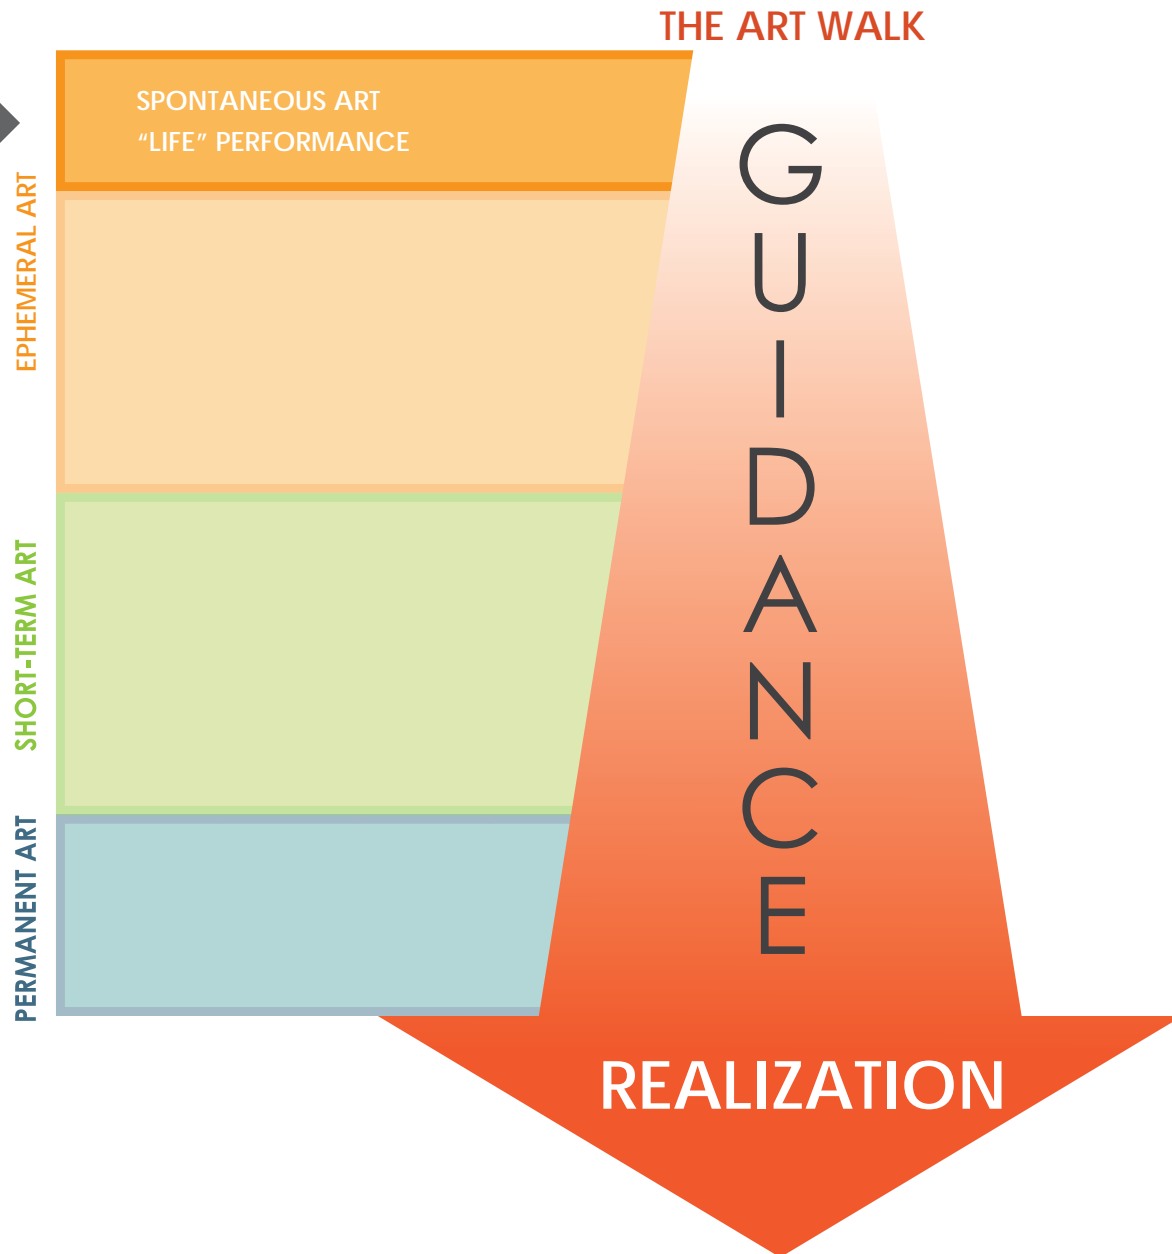 THE ART WALK
SPONTANEOUS ART
“LIFE” PERFORMANCE
EPHEMERAL ART
SHORT-TERM ART
PERMANENT ART
GUIDANCE
REALIZATION